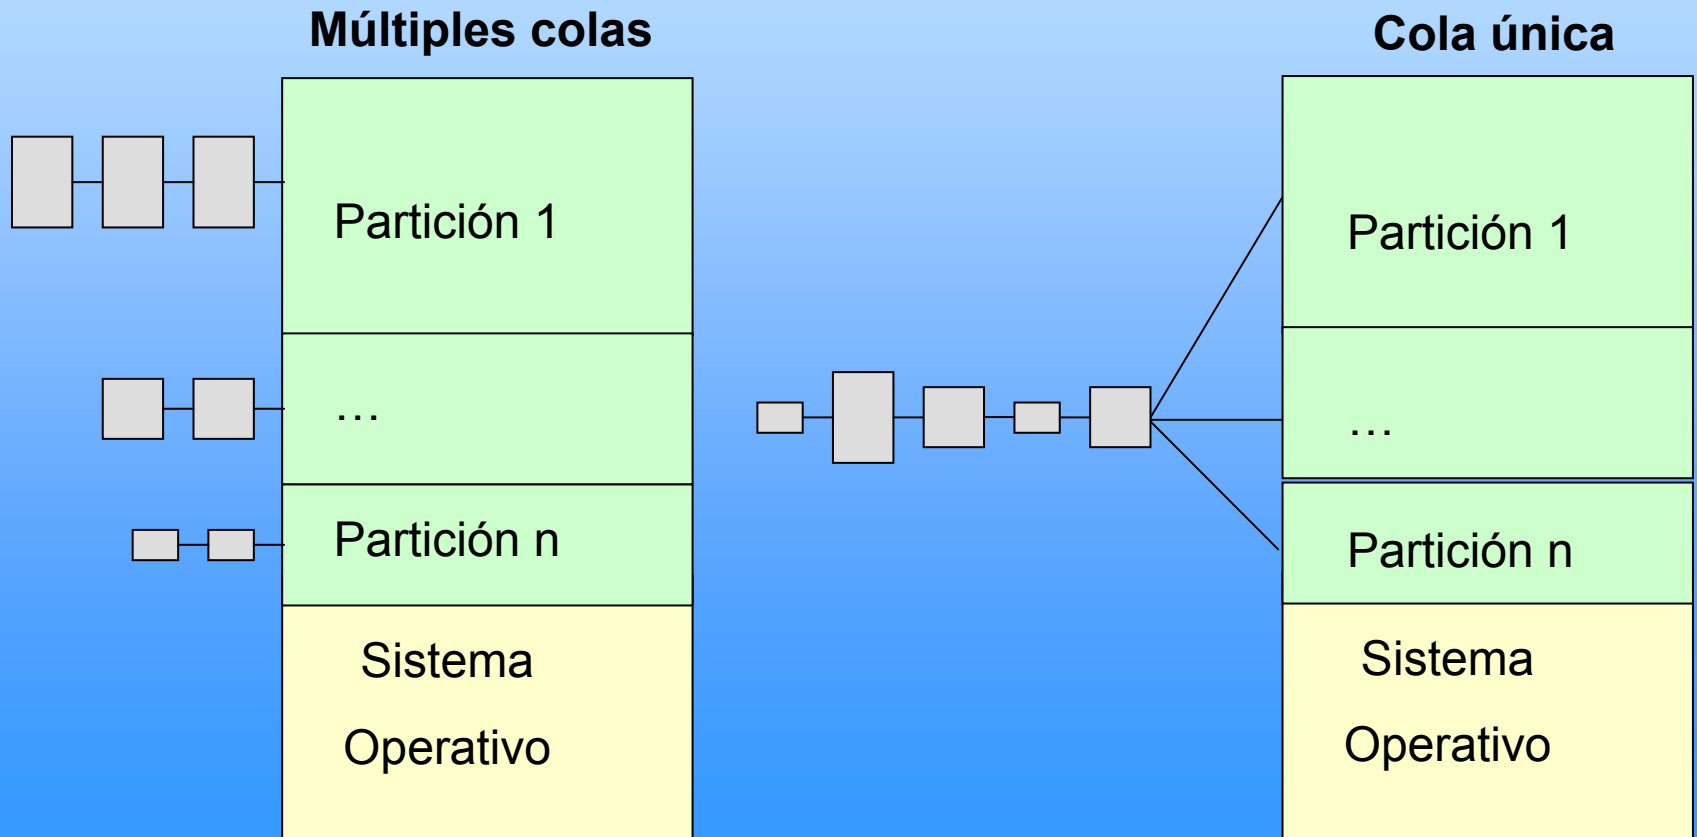 Múltiples colas
Partición 1
…
Partición n
Sistema
Operativo
Cola única
Partición 1
…
Partición n
Sistema
Operativo